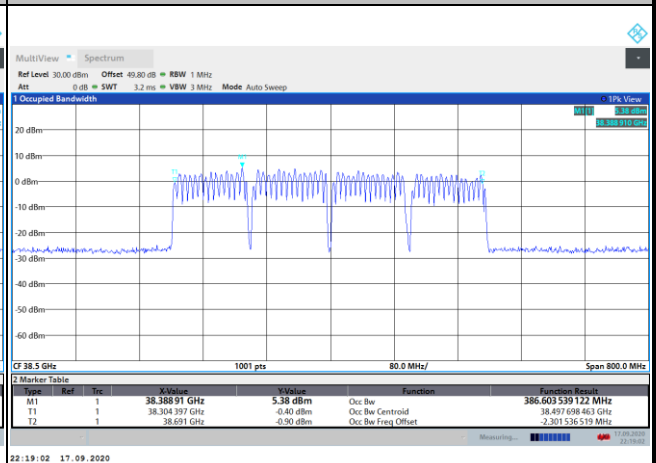 MultiView Spectrum
Ref Level 30.00 dBm Offset 49.80 dB RBW 1 MHz
Att 0 dB SWT 3.2 ms VBW 3 MHz Mode Auto Sweep
1 Occupied Bandwidth 1Pk View
M1[1] 5.38 dBm
38.388 910 GHz
20 dBm
M1
10 dBm
T1
0 dBm
-10 dBm
-20 dBm
-30 dBm
-40 dBm
-50 dBm
-60 dBm
CF 38.5 GHz 1001 pts 80.0 MHz/ Span 800.0 MHz
2 Marker Table
Type Ref Trc X-Value Y-Value Function Function Result
M1 1 38.388 91 GHz 5.38 dBm Occ Bw 386.603 539 122 MHz
T1 1 38.304 397 GHz -0.40 dBm Occ Bw Centroid 38.497 698 463 GHz
T2 1 38.691 GHz -0.90 dBm Occ Bw Freq Offset -2.301 536 519 MHz
Measuring... 17.09.2020
22:19:02
22:19:02 17.09.2020